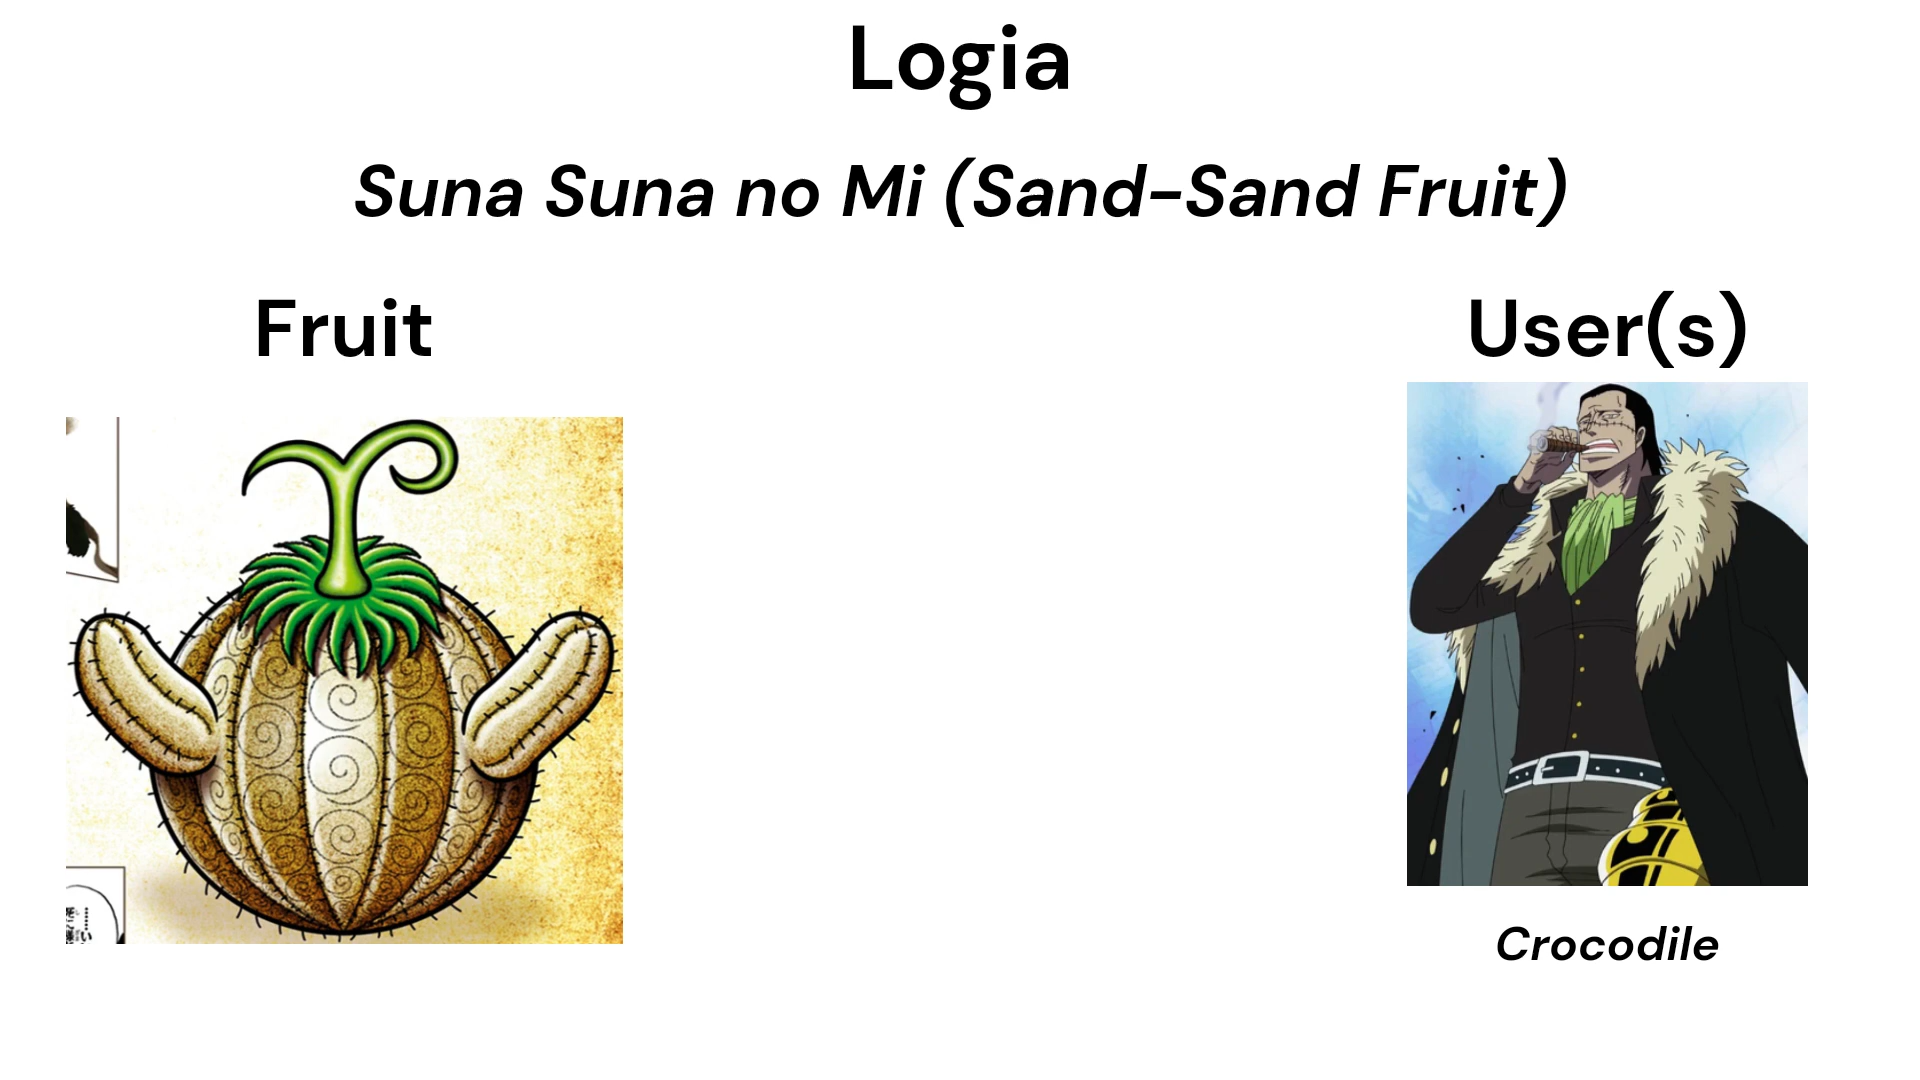 Logia
Suna Suna no Mi (Sand-Sand Fruit)
Fruit
User(s)
Crocodile